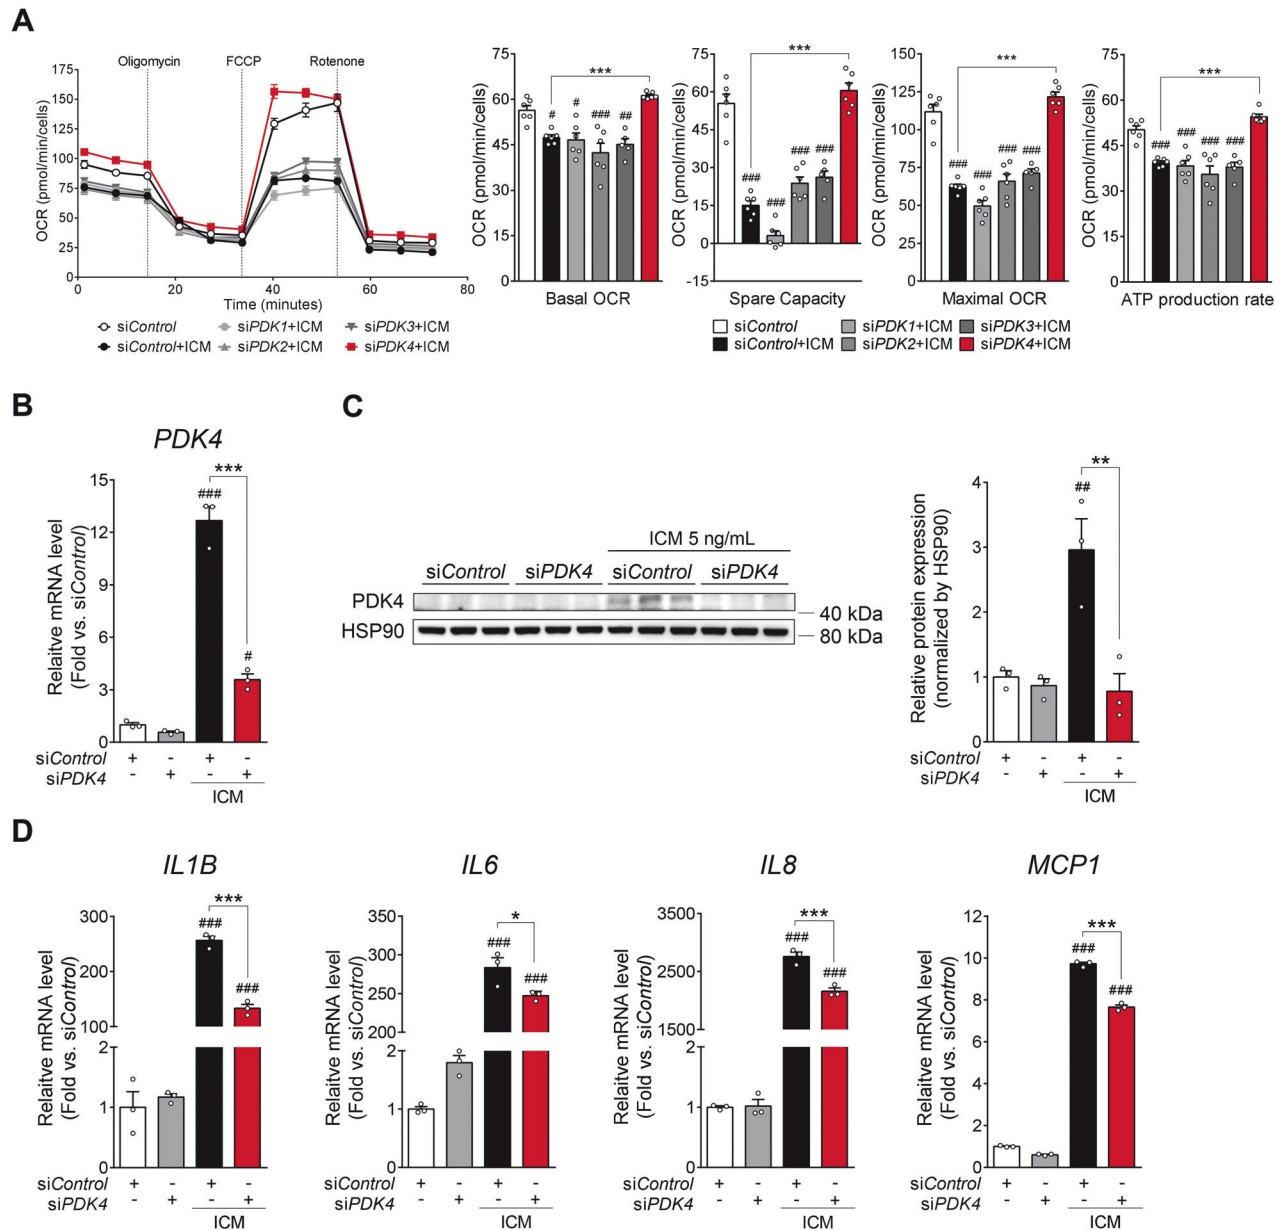 A
Oligomycin FCCP Rotenone
OCR (pmol/min/cells)
175
150
125
100
75
50
25
0
0 20 40 60 80
Time (minutes)
siControl siPDK1+ICM siPDK3+ICM
siControl+ICM siPDK2+ICM siPDK4+ICM
OCR (pmol/min/cells)
75
60
45
30
15
0
***
# # ### ##
Basal OCR
OCR (pmol/min/cells)
75
60
45
30
15
0
-15
***
### ### ### ###
Spare Capacity
OCR (pmol/min/cells)
150
125
100
75
50
25
0
***
### ### ### ###
Maximal OCR
OCR (pmol/min/cells)
75
60
45
30
15
0
***
### ### ### ###
ATP production rate
siControl siPDK1+ICM siPDK3+ICM
siControl+ICM siPDK2+ICM siPDK4+ICM
B
PDK4
Relaitve mRNA level
(Fold vs. siControl)
15
12
9
6
3
0
***
### #
siControl + - + -
siPDK4 - + - +
ICM
C
ICM 5 ng/mL
siControl siPDK4 siControl siPDK4
PDK4
40 kDa
HSP90
80 kDa
Relative protein expression
(normalized by HSP90)
4
3
2
1
0
**
##
siControl + - + -
siPDK4 - + - +
ICM
D
IL1B
Relaitve mRNA level
(Fold vs. siControl)
300
200
100
2
1
0
***
### ###
siControl + - + -
siPDK4 - + - +
ICM
IL6
Relaitve mRNA level
(Fold vs. siControl)
350
300
250
200
2
1
0
*
### ###
siControl + - + -
siPDK4 - + - +
ICM
IL8
Relaitve mRNA level
(Fold vs. siControl)
3500
2500
1500
2
1
0
***
### ###
siControl + - + -
siPDK4 - + - +
ICM
MCP1
Relaitve mRNA level
(Fold vs. siControl)
12
10
8
6
4
2
0
***
### ###
siControl + - + -
siPDK4 - + - +
ICM